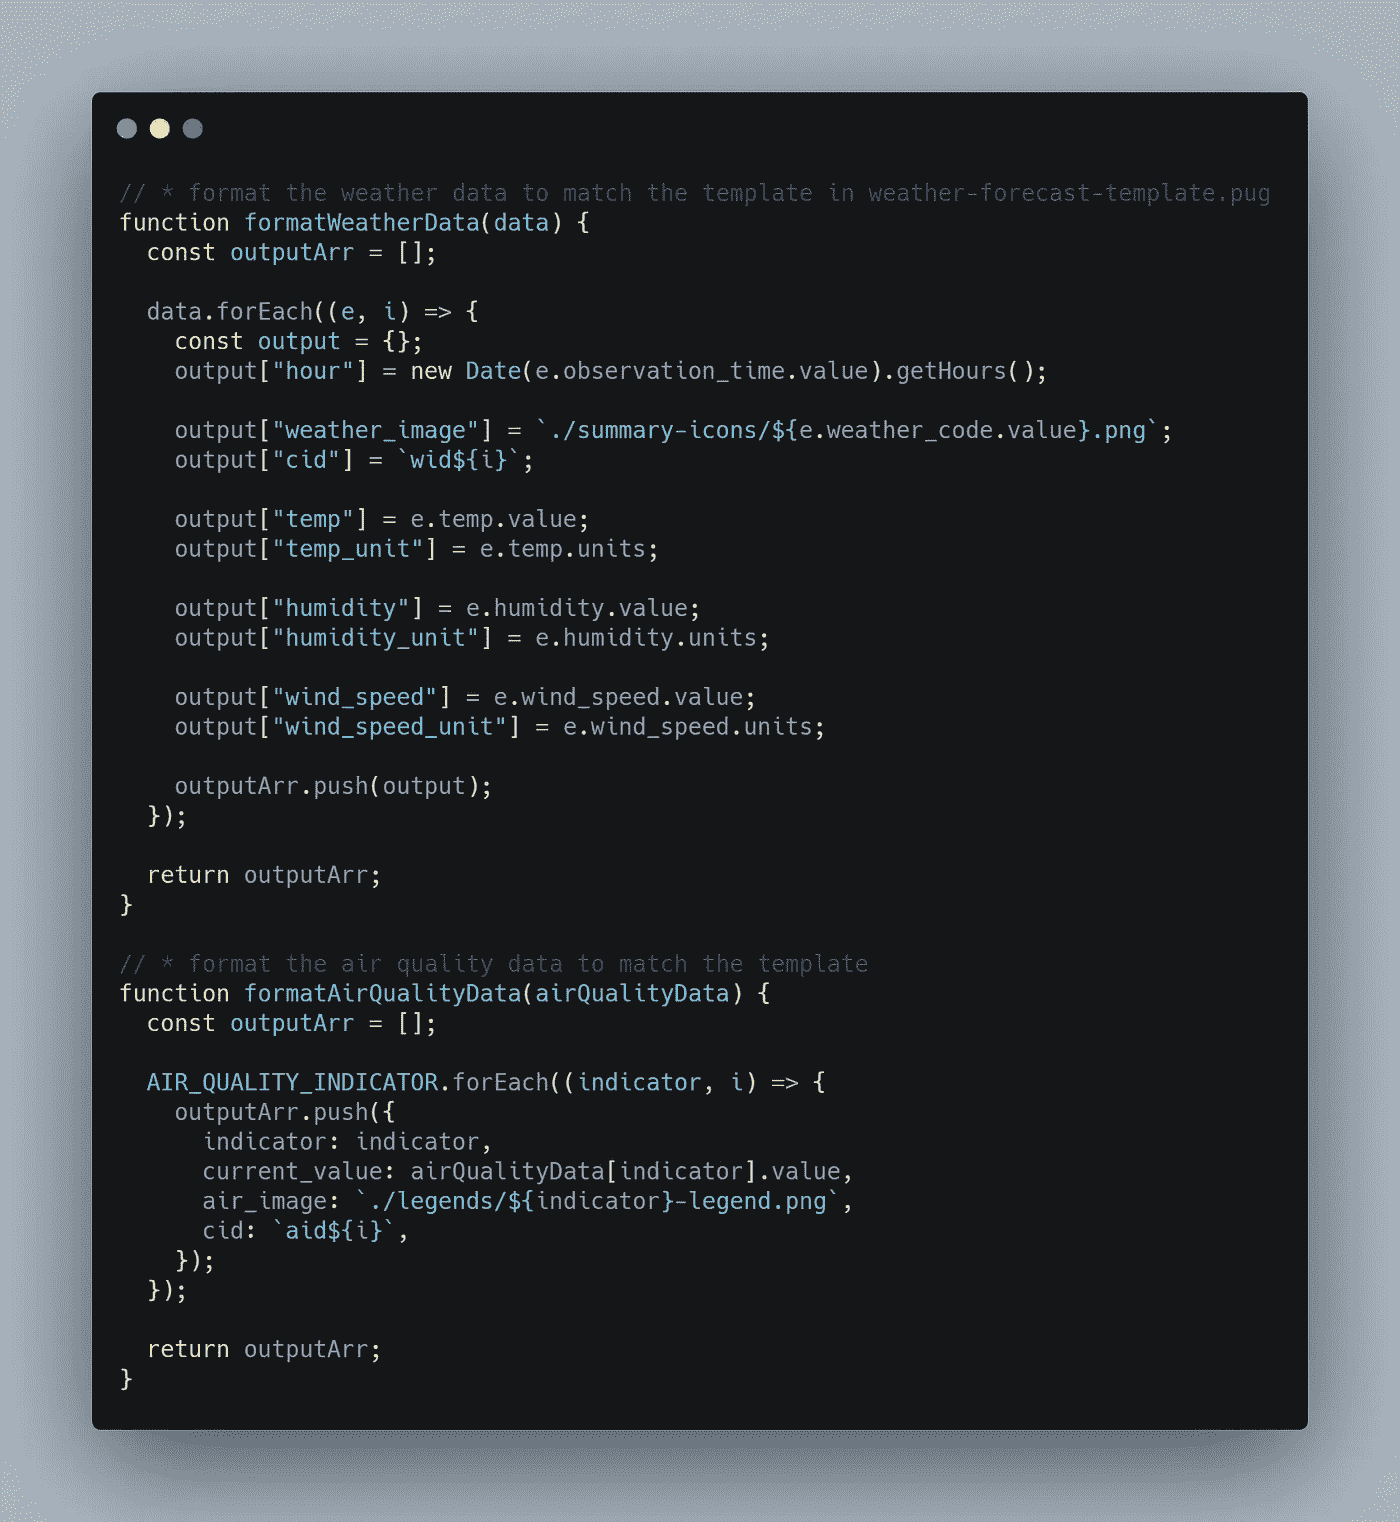 // * format the weather data to match the template in weather-forecast-template.pug
function formatWeatherData(data) {
  const outputArr = [];

  data.forEach((e, i) => {
    const output = {};
    output["hour"] = new Date(e.observation_time.value).getHours();

    output["weather_image"] = `./summary-icons/${e.weather_code.value}.png`;
    output["cid"] = `wid${i}`;

    output["temp"] = e.temp.value;
    output["temp_unit"] = e.temp.units;

    output["humidity"] = e.humidity.value;
    output["humidity_unit"] = e.humidity.units;

    output["wind_speed"] = e.wind_speed.value;
    output["wind_speed_unit"] = e.wind_speed.units;

    outputArr.push(output);
  });

  return outputArr;
}

// * format the air quality data to match the template
function formatAirQualityData(airQualityData) {
  const outputArr = [];

  AIR_QUALITY_INDICATOR.forEach((indicator, i) => {
    outputArr.push({
      indicator: indicator,
      current_value: airQualityData[indicator].value,
      air_image: `./legends/${indicator}-legend.png`,
      cid: `aid${i}`,
    });
  });

  return outputArr;
}